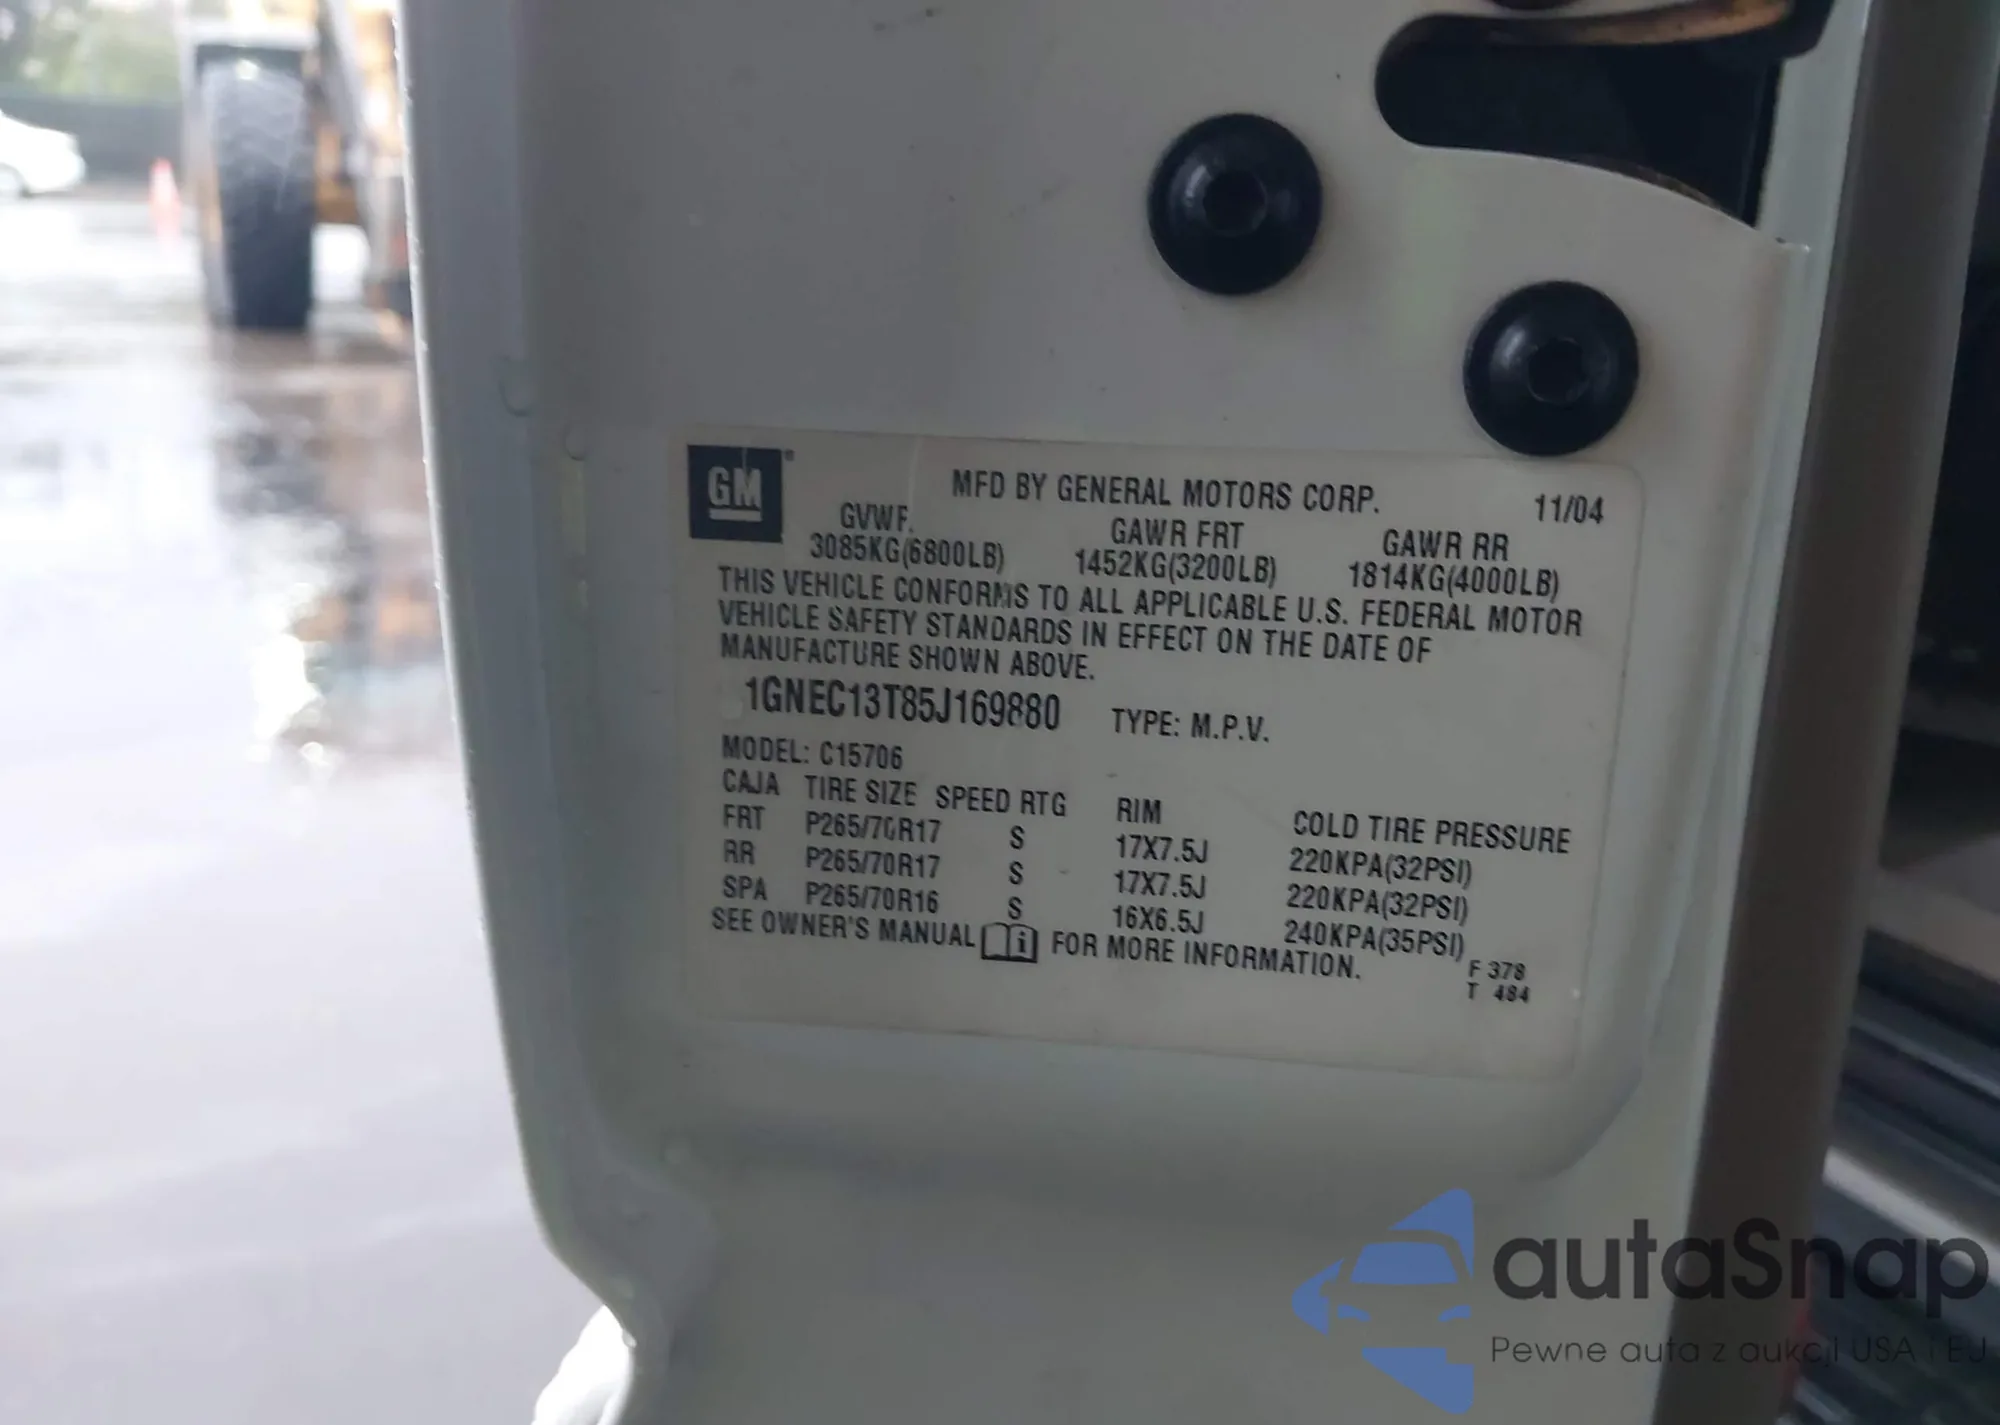 GM
MFD BY GENERAL MOTORS CORP. 11/04
GVWR GAWR FRT GAWR RR
3085KG(6800LB) 1452KG(3200LB) 1814KG(4000LB)
THIS VEHICLE CONFORMS TO ALL APPLICABLE U.S. FEDERAL MOTOR
VEHICLE SAFETY STANDARDS IN EFFECT ON THE DATE OF
MANUFACTURE SHOWN ABOVE.
1GNEC13T85J169880 TYPE: M.P.V.
MODEL: C15706
CAJA TIRE SIZE SPEED RTG RIM COLD TIRE PRESSURE
FRT P265/70R17 S 17X7.5J 220KPA(32PSI)
RR P265/70R17 S 17X7.5J 220KPA(32PSI)
SPA P265/70R16 S 16X6.5J 240KPA(35PSI)
SEE OWNER'S MANUAL i FOR MORE INFORMATION.
F 378
T 484
autaSnap
Pewne auta z aukcji USA i EU